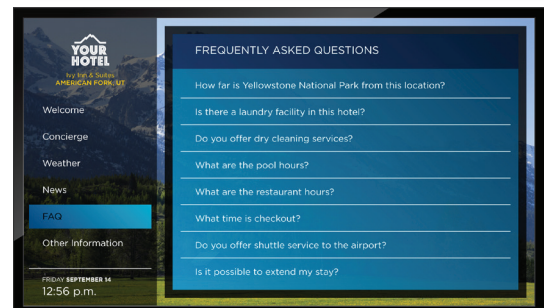 YOUR
HOTEL
Ivy Inn & Suites
AMERICAN FORK, UT
Welcome
Concierge
Weather
News
FAQ
Other Information
FRIDAY SEPTEMBER 14
12:56 p.m.
FREQUENTLY ASKED QUESTIONS
How far is Yellowstone National Park from this location?
Is there a laundry facility in this hotel?
Do you offer dry cleaning services?
What are the pool hours?
What are the restaurant hours?
What time is checkout?
Do you offer shuttle service to the airport?
Is it possible to extend my stay?